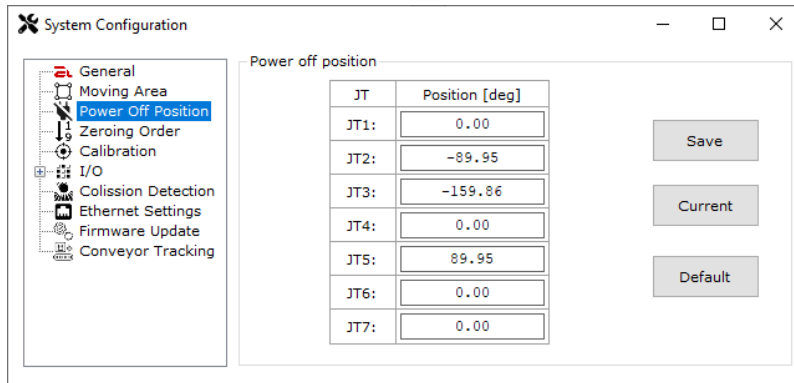 System Configuration
General
Moving Area
Power Off Position
Zeroing Order
Calibration
I/O
Colission Detection
Ethernet Settings
Firmware Update
Conveyor Tracking
Power off position
JT Position [deg]
JT1: 0.00
JT2: -89.95
JT3: -159.86
JT4: 0.00
JT5: 89.95
JT6: 0.00
JT7: 0.00
Save
Current
Default